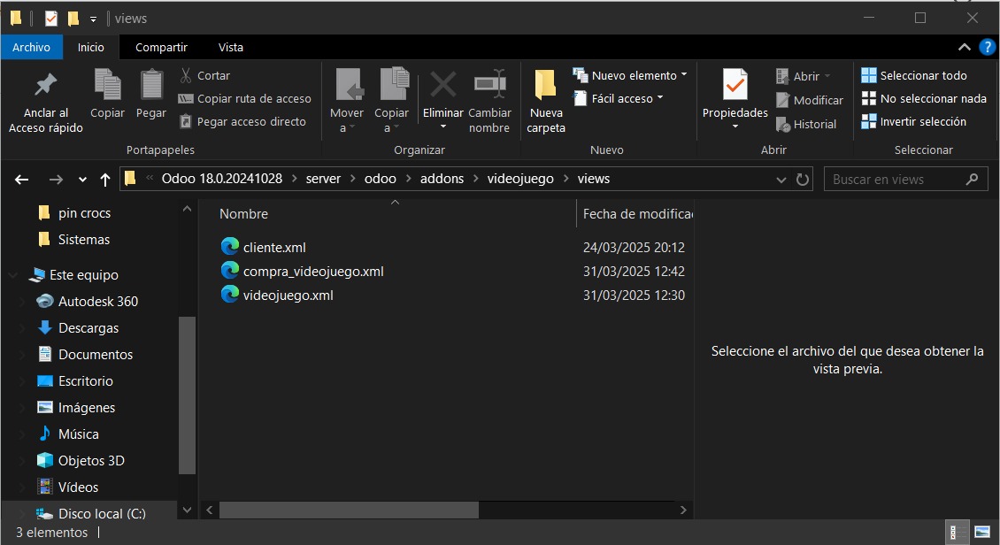 views
Archivo Inicio Compartir Vista
Anclar al Acceso rápido
Copiar
Pegar
Cortar
Copiar ruta de acceso
Pegar acceso directo
Portapapeles
Mover a
Copiar a
Eliminar
Cambiar nombre
Organizar
Nueva carpeta
Nuevo elemento
Fácil acceso
Nuevo
Propiedades
Abrir
Modificar
Historial
Abrir
Seleccionar todo
No seleccionar nada
Invertir selección
Seleccionar
« Odoo 18.0.20241028 > server > odoo > addons > videojuego > views
Buscar en views
pin crocs
Sistemas
Este equipo
Autodesk 360
Descargas
Documentos
Escritorio
Imágenes
Música
Objetos 3D
Vídeos
Disco local (C:)
Nombre Fecha de modifica
cliente.xml 24/03/2025 20:12
compra_videojuego.xml 31/03/2025 12:42
videojuego.xml 31/03/2025 12:30
Seleccione el archivo del que desea obtener la
vista previa.
3 elementos